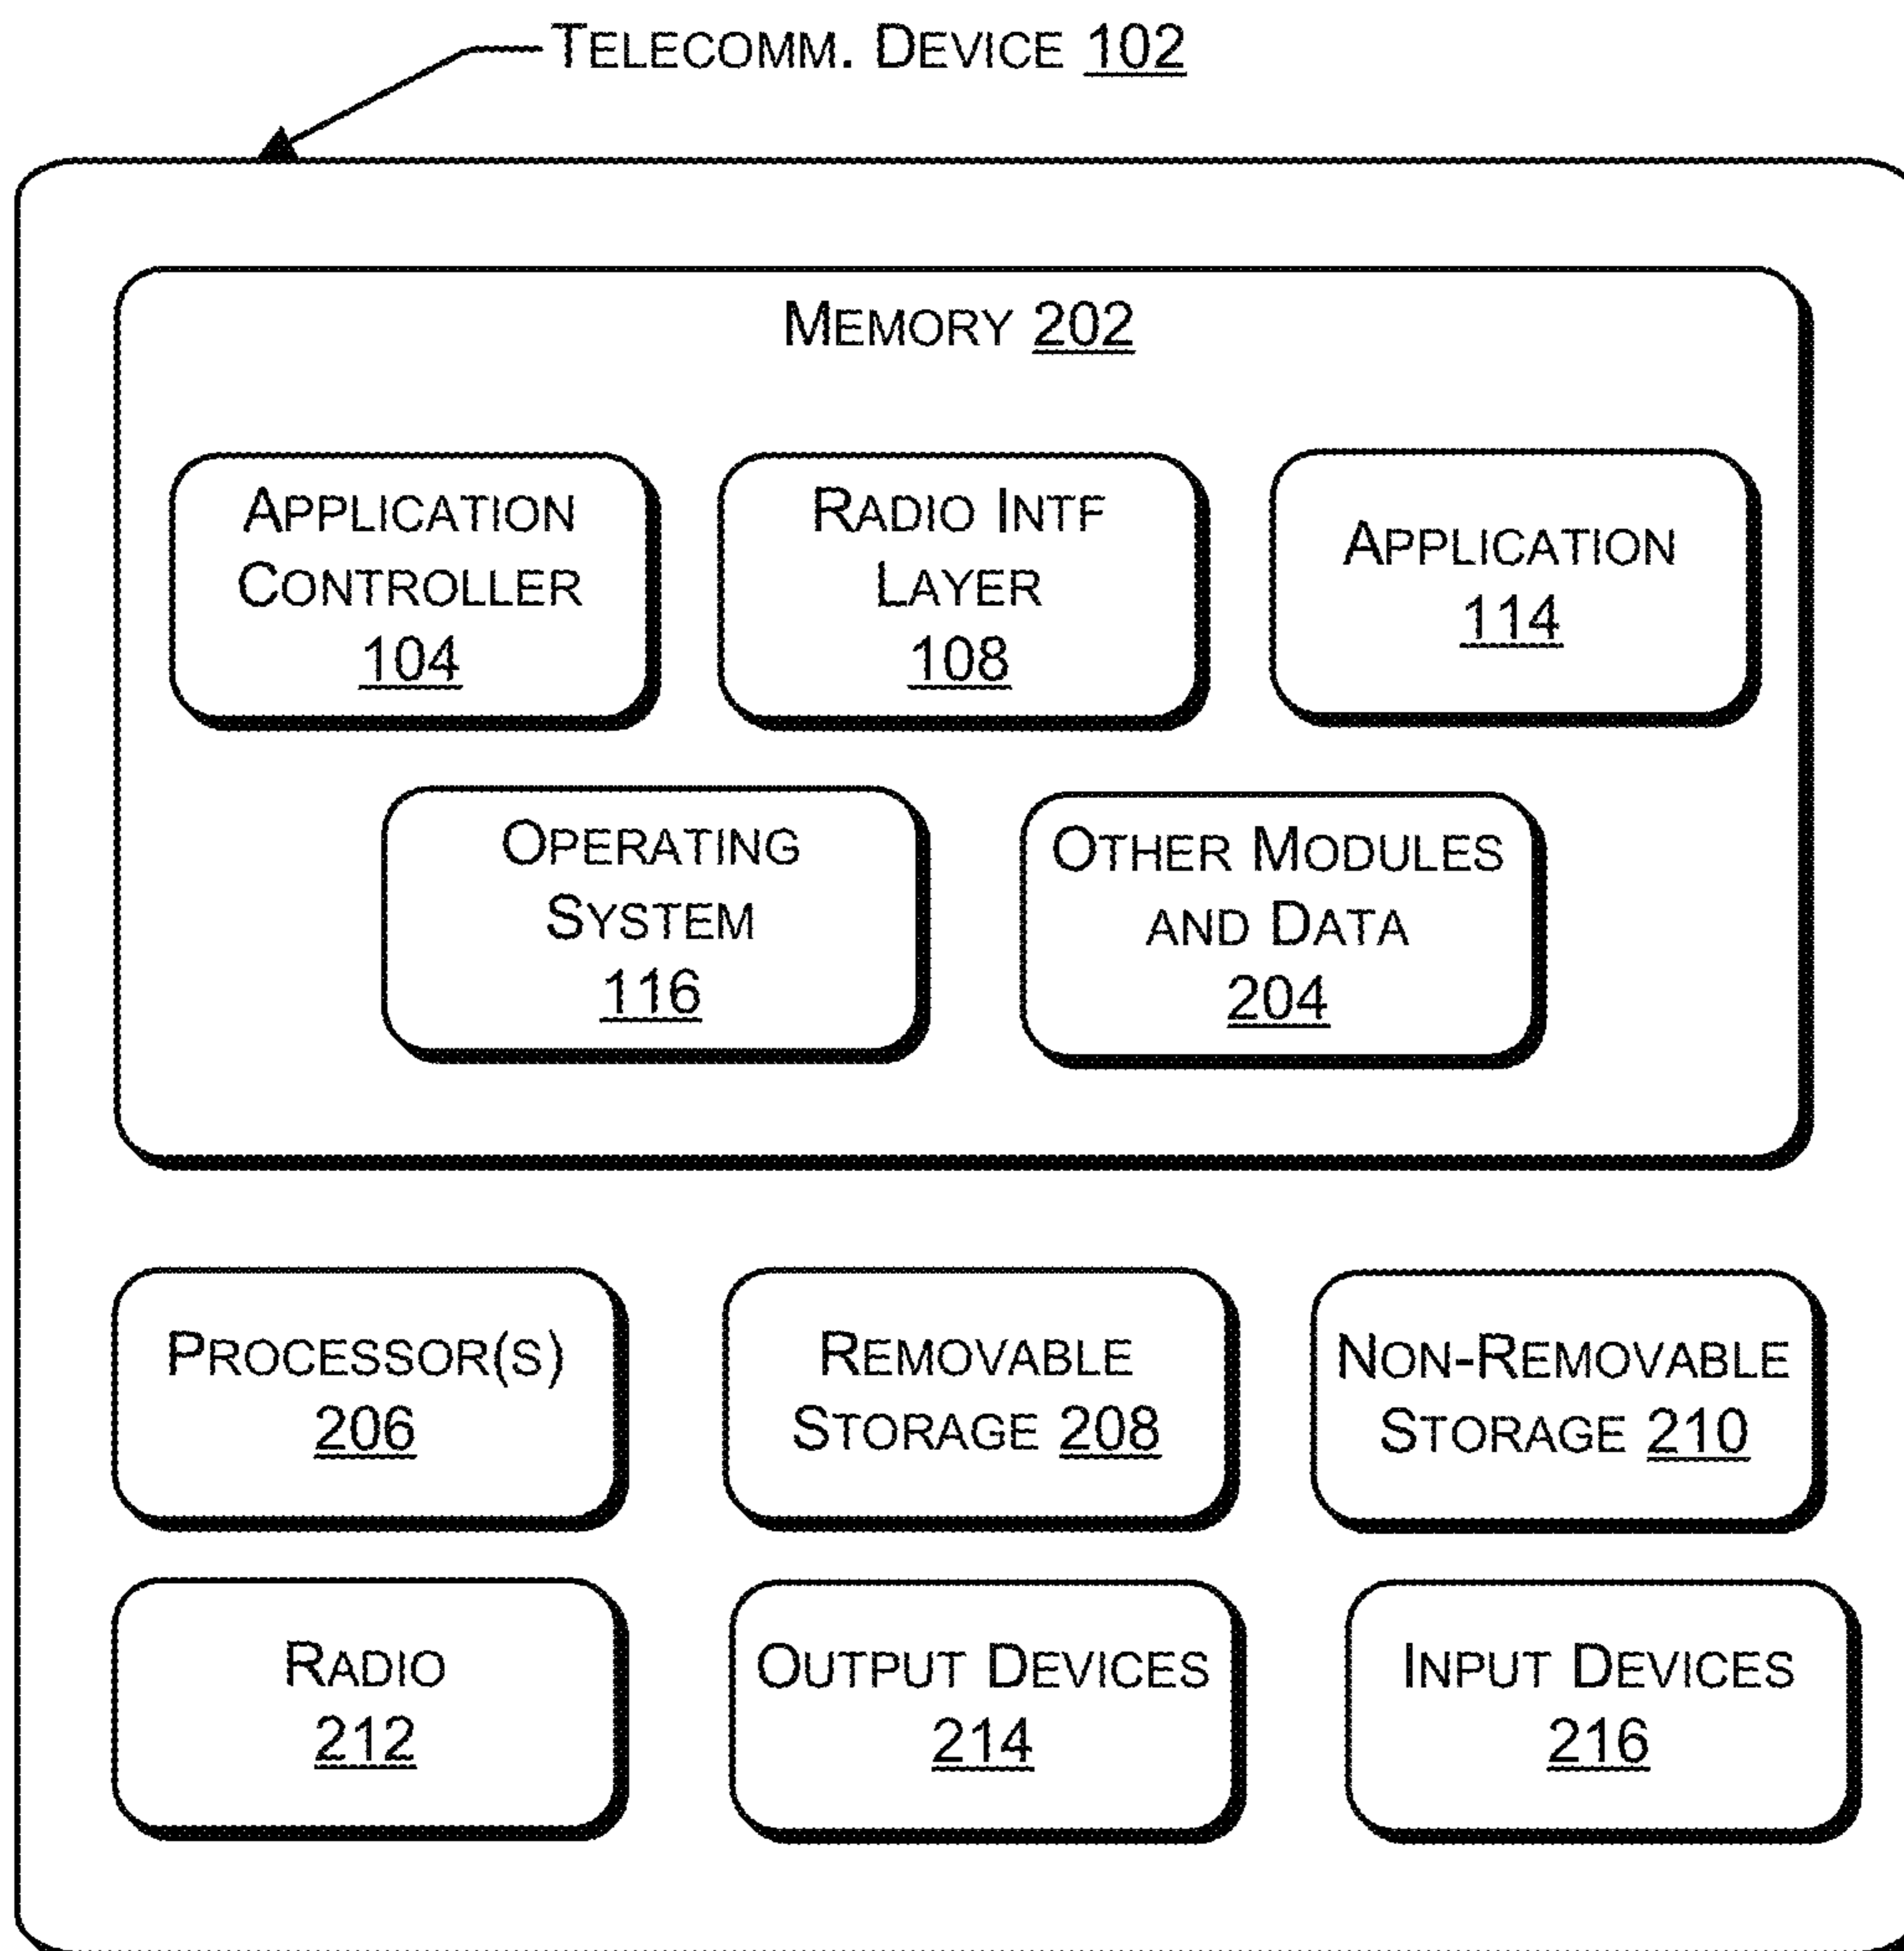 TELECOMM. DEVICE 102
MEMORY 202
APPLICATION
CONTROLLER
104
RADIO INTF
LAYER
108
APPLICATION
114
OPERATING
SYSTEM
116
OTHER MODULES
AND DATA
204
PROCESSOR(S)
206
REMOVABLE
STORAGE 208
NON-REMOVABLE
STORAGE 210
RADIO
212
OUTPUT DEVICES
214
INPUT DEVICES
216